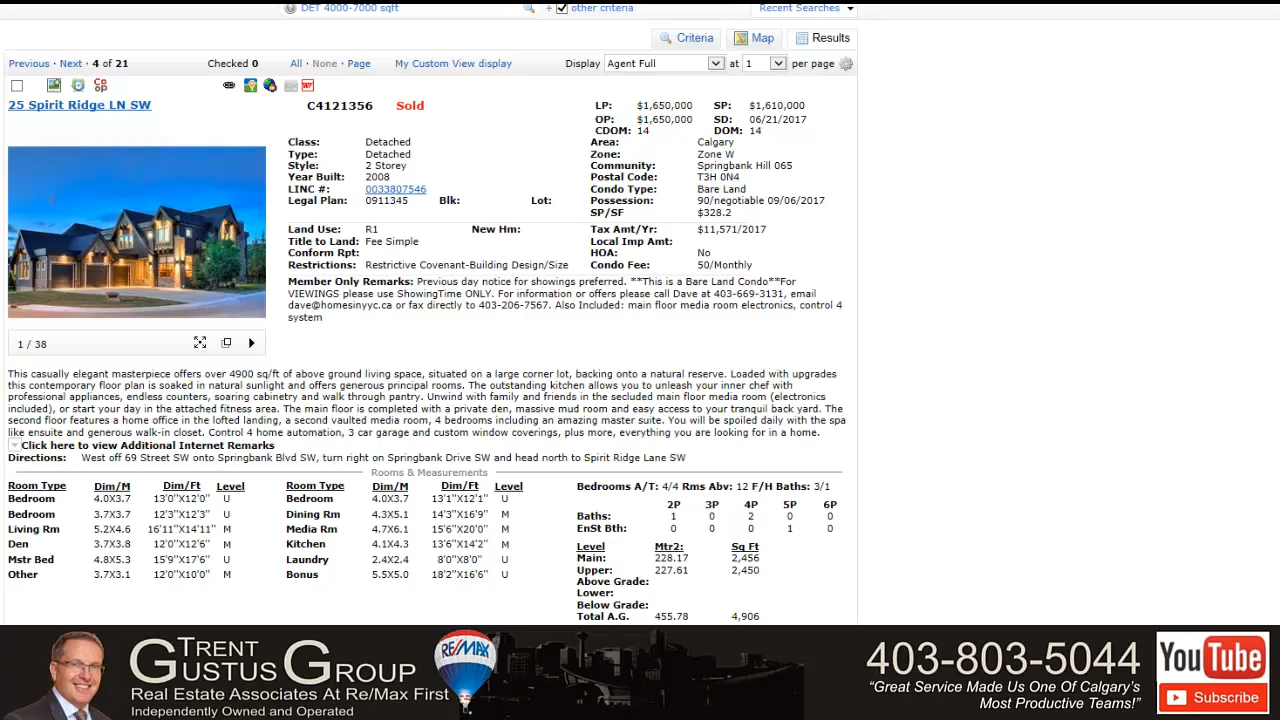 DET 4000-7000 sqft + other criteria Recent Searches
Criteria Map Results
Previous · Next · 4 of 21 Checked 0 All · None · Page My Custom View display Display Agent Full at 1 per page
25 Spirit Ridge LN SW C4121356 Sold LP: $1,650,000 SP: $1,610,000
OP: $1,650,000 SD: 06/21/2017
CDOM: 14 DOM: 14
Class: Detached Area: Calgary
Type: Detached Zone: Zone W
Style: 2 Storey Community: Springbank Hill 065
Year Built: 2008 Postal Code: T3H 0N4
LINC #: 0033807546 Condo Type: Bare Land
Legal Plan: 0911345 Blk: Lot: Possession: 90/negotiable 09/06/2017
SP/SF $328.2
Land Use: R1 New Hm: Tax Amt/Yr: $11,571/2017
Title to Land: Fee Simple Local Imp Amt:
Conform Rpt: HOA: No
Restrictions: Restrictive Covenant-Building Design/Size Condo Fee: 50/Monthly
Member Only Remarks: Previous day notice for showings preferred. **This is a Bare Land Condo**For
VIEWINGS please use ShowingTime ONLY. For information or offers please call Dave at 403-669-3131, email
dave@homesinyyc.ca or fax directly to 403-206-7567. Also Included: main floor media room electronics, control 4
system
1 / 38
This casually elegant masterpiece offers over 4900 sq/ft of above ground living space, situated on a large corner lot, backing onto a natural reserve. Loaded with upgrades
this contemporary floor plan is soaked in natural sunlight and offers generous principal rooms. The outstanding kitchen allows you to unleash your inner chef with
professional appliances, endless counters, soaring cabinetry and walk through pantry. Unwind with family and friends in the secluded main floor media room (electronics
included), or start your day in the attached fitness area. The main floor is completed with a private den, massive mud room and easy access to your tranquil back yard. The
second floor features a home office in the lofted landing, a second vaulted media room, 4 bedrooms including an amazing master suite. You will be spoiled daily with the spa
like ensuite and generous walk-in closet. Control 4 home automation, 3 car garage and custom window coverings, plus more, everything you are looking for in a home.
Click here to view Additional Internet Remarks
Directions: West off 69 Street SW onto Springbank Blvd SW, turn right on Springbank Drive SW and head north to Spirit Ridge Lane SW
Rooms & Measurements
Room Type Dim/M Dim/Ft Level Room Type Dim/M Dim/Ft Level Bedrooms A/T: 4/4 Rms Abv: 12 F/H Baths: 3/1
Bedroom 4.0X3.7 13'0"X12'0" U Bedroom 4.0X3.7 13'1"X12'1" U
2P 3P 4P 5P 6P
Bedroom 3.7X3.7 12'3"X12'3" U Dining Rm 4.3X5.1 14'3"X16'9" M Baths: 1 0 2 0 0
Living Rm 5.2X4.6 16'11"X14'11" M Media Rm 4.7X6.1 15'6"X20'0" M EnSt Bth: 0 0 0 1 0
Den 3.7X3.8 12'0"X12'6" M Kitchen 4.1X4.3 13'6"X14'2" M Level Mtr2: Sq Ft
Mstr Bed 4.8X5.3 15'9"X17'6" U Laundry 2.4X2.4 8'0"X8'0" U Main: 228.17 2,456
Other 3.7X3.1 12'0"X10'0" M Bonus 5.5X5.0 18'2"X16'6" U Upper: 227.61 2,450
Above Grade:
Lower:
Below Grade:
Total A.G. 455.78 4,906
TRENT
GUSTUS GROUP
Real Estate Associates At Re/Max First
Independently Owned and Operated
RE/MAX
403-803-5044
“Great Service Made Us One Of Calgary's
Most Productive Teams!”
YouTube
Subscribe